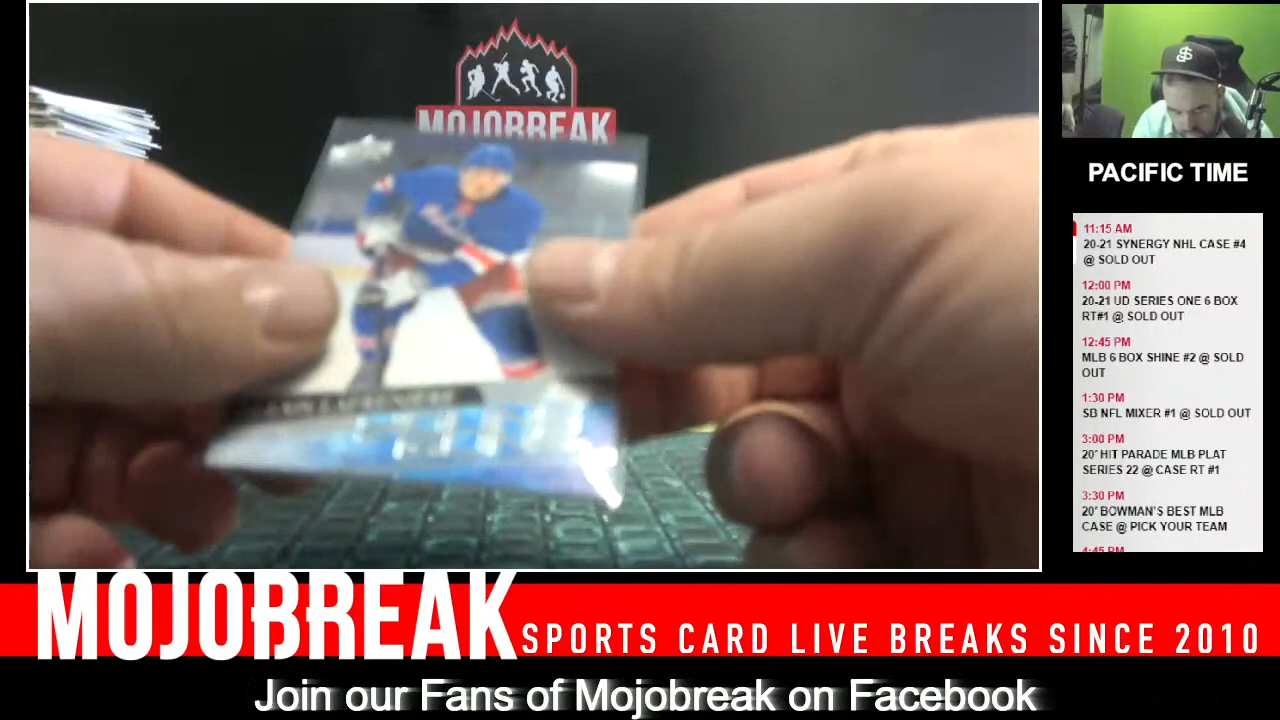 MOJOBREAK
PACIFIC TIME
11:15 AM
20-21 SYNERGY NHL CASE #4
@ SOLD OUT
12:00 PM
20-21 UD SERIES ONE 6 BOX
RT#1 @ SOLD OUT
12:45 PM
MLB 6 BOX SHINE #2 @ SOLD
OUT
1:30 PM
SB NFL MIXER #1 @ SOLD OUT
3:00 PM
20' HIT PARADE MLB PLAT
SERIES 22 @ CASE RT #1
3:30 PM
20' BOWMAN'S BEST MLB
CASE @ PICK YOUR TEAM
4:45 PM
MOJOBREAK
SPORTS CARD LIVE BREAKS SINCE 2010
Join our Fans of Mojobreak on Facebook